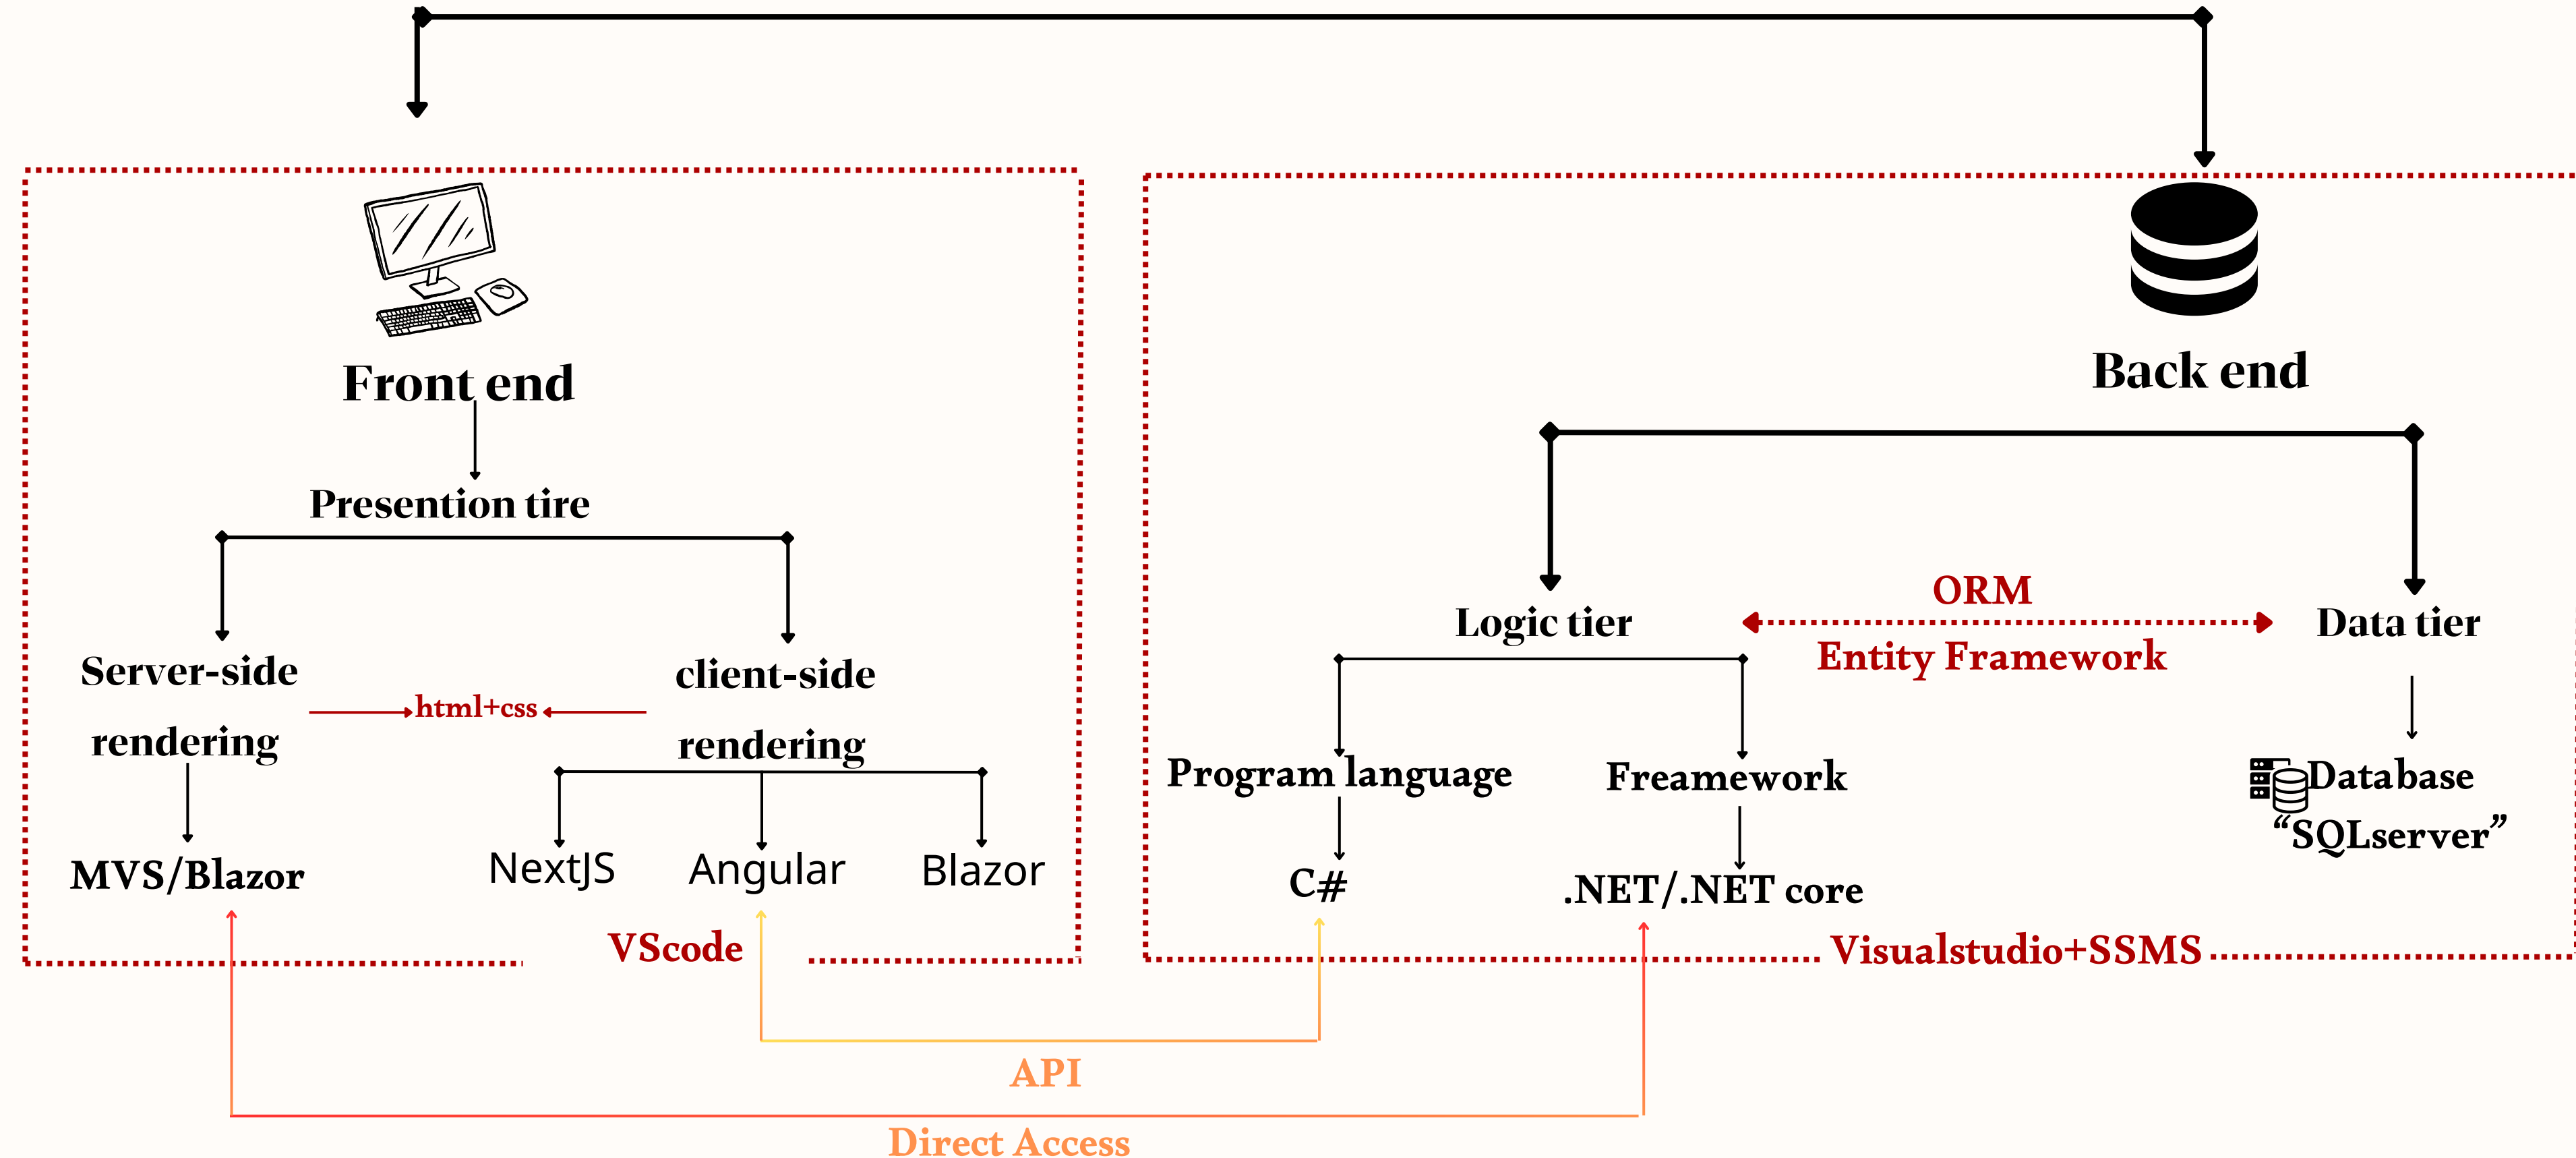 Front end
Presention tire
Server-side
rendering
html+css
client-side
rendering
MVS/Blazor
NextJS
Angular
Blazor
VScode
Back end
Logic tier
ORM
Entity Framework
Data tier
Program language
Freamework
Database
“SQLserver”
C#
.NET/.NET core
Visualstudio+SSMS
API
Direct Access